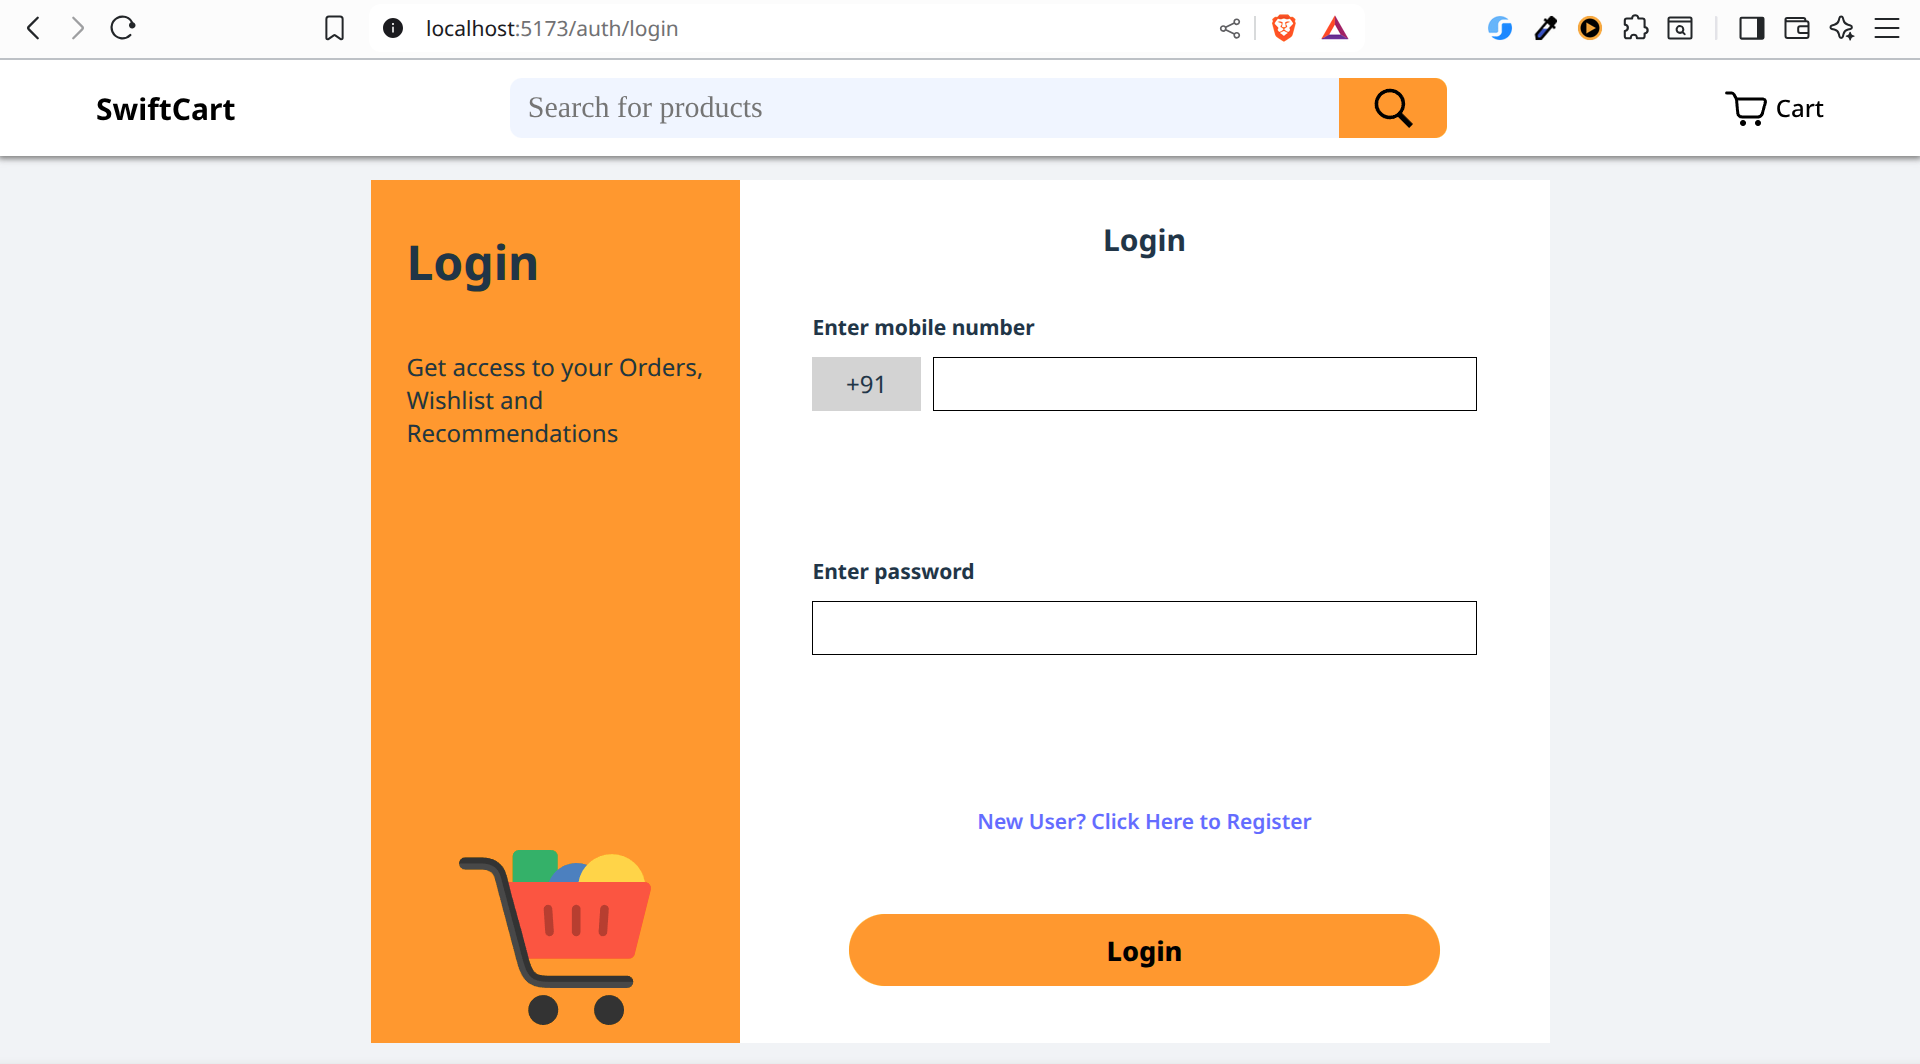 localhost:5173/auth/login
SwiftCart
Search for products
Cart
Login
Get access to your Orders,
Wishlist and
Recommendations
Login
Enter mobile number
+91
Enter password
New User? Click Here to Register
Login